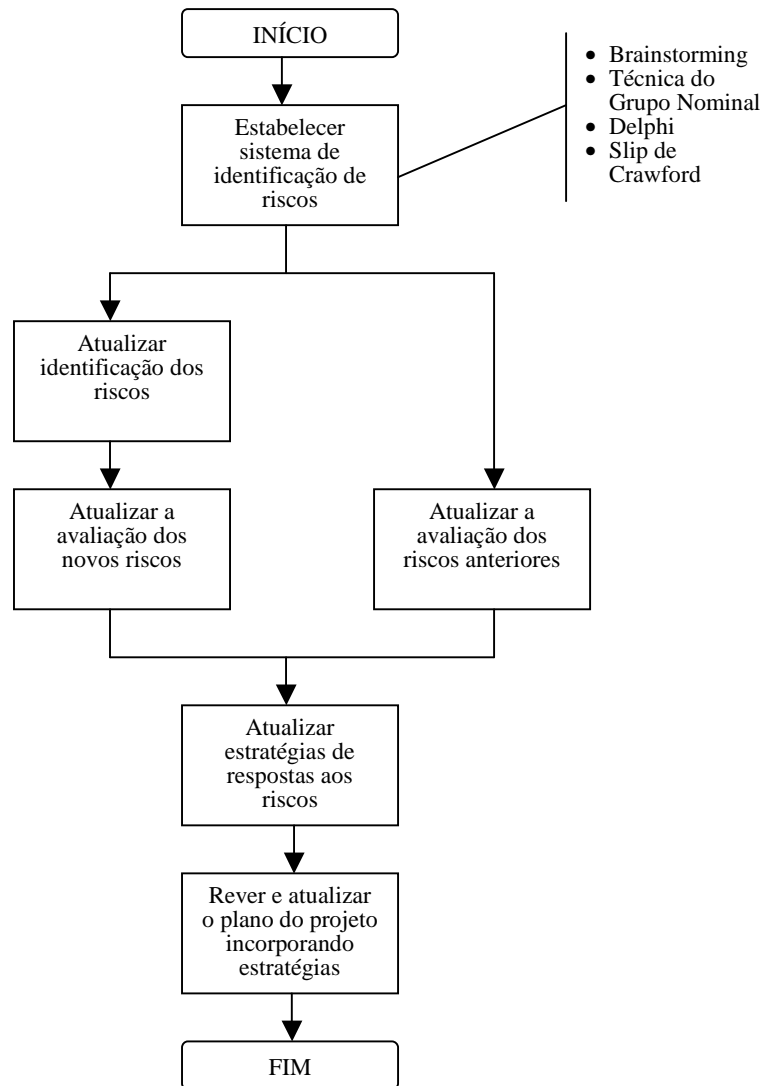 INÍCIO
Estabelecer
sistema de
identificação de
riscos
• Brainstorming
• Técnica do
Grupo Nominal
• Delphi
• Slip de
Crawford
Atualizar
identificação dos
riscos
Atualizar a
avaliação dos
novos riscos
Atualizar a
avaliação dos
riscos anteriores
Atualizar
estratégias de
respostas aos
riscos
Rever e atualizar
o plano do projeto
incorporando
estratégias
FIM